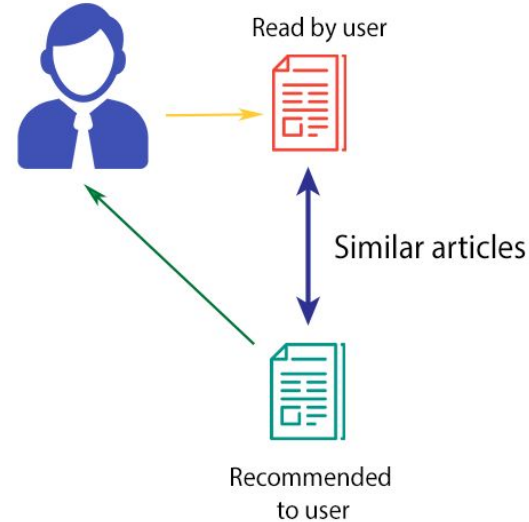 Read by user
Similar articles
Recommended
to user